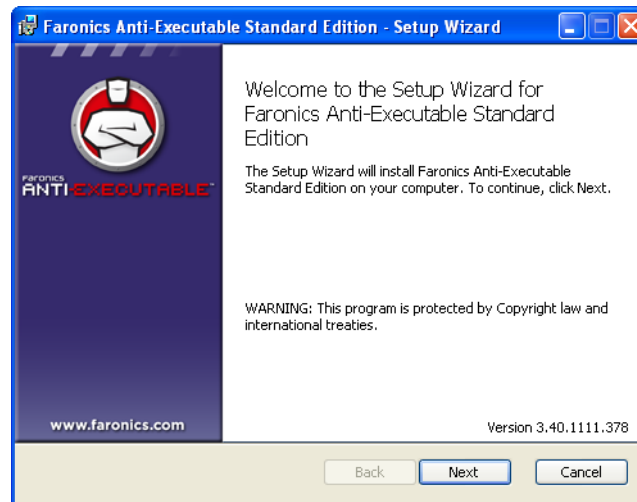 Faronics Anti-Executable Standard Edition - Setup Wizard
Welcome to the Setup Wizard for
Faronics Anti-Executable Standard
Edition
The Setup Wizard will install Faronics Anti-Executable
Standard Edition on your computer. To continue, click Next.
FARONICS
ANTI-EXECUTABLE™
WARNING: This program is protected by Copyright law and
international treaties.
www.faronics.com
Version 3.40.1111.378
Back
Next
Cancel